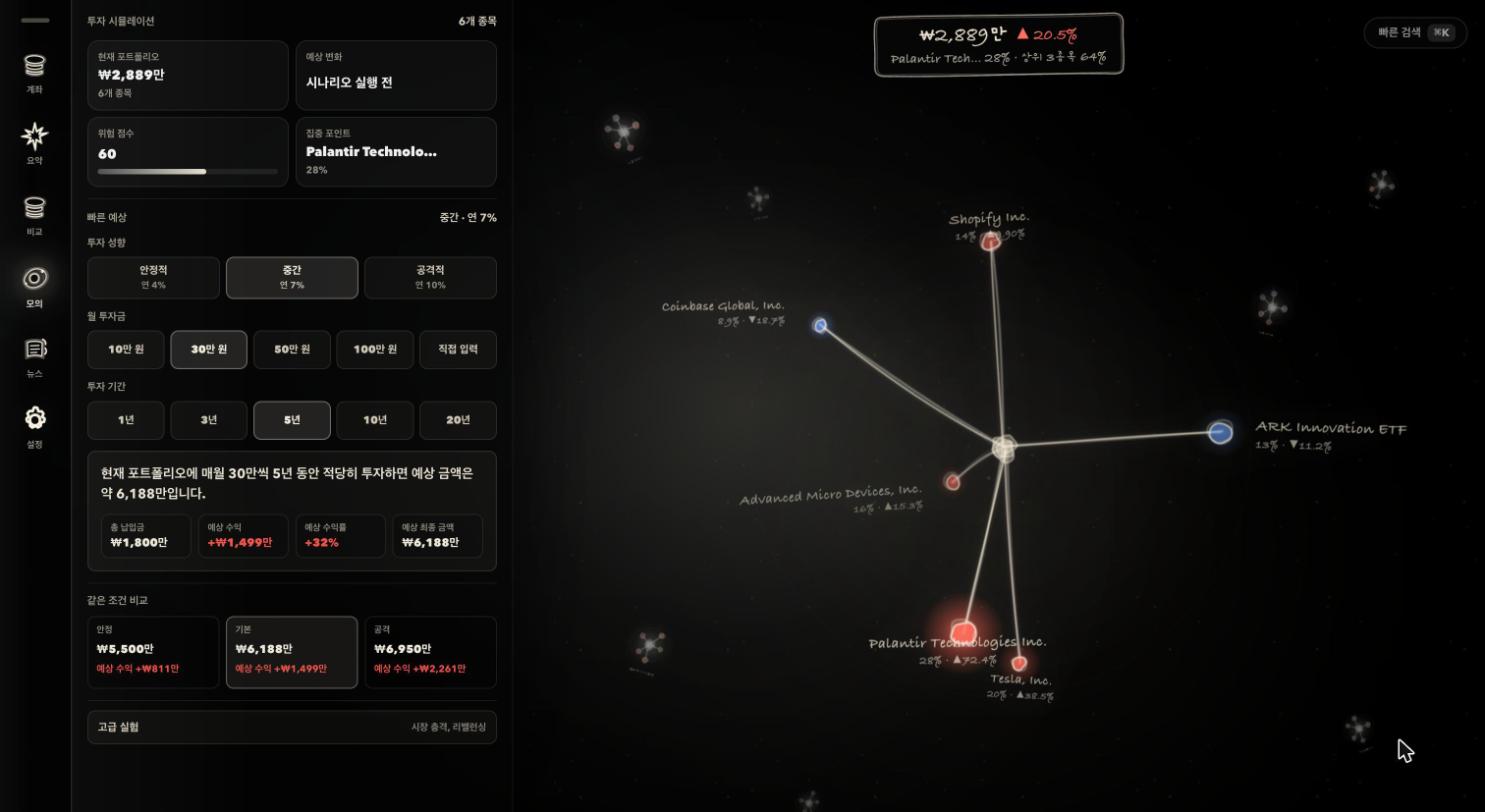 계좌
요약
비교
모의
뉴스
설정
투자 시뮬레이션
6개 종목
현재 포트폴리오
₩2,889만
6개 종목
예상 변화
시나리오 실행 전
위험 점수
60
집중 포인트
Palantir Technolo...
28%
빠른 예상
중간 · 연 7%
투자 성향
안정적
연 4%
중간
연 7%
공격적
연 10%
월 투자금
10만 원
30만 원
50만 원
100만 원
직접 입력
투자 기간
1년
3년
5년
10년
20년
현재 포트폴리오에 매월 30만씩 5년 동안 적당히 투자하면 예상 금액은
약 6,188만입니다.
총 납입금
₩1,800만
예상 수익
+₩1,499만
예상 수익률
+32%
예상 최종 금액
₩6,188만
같은 조건 비교
안정
₩5,500만
예상 수익 +₩811만
기본
₩6,188만
예상 수익 +₩1,499만
공격
₩6,950만
예상 수익 +₩2,261만
고급 실험
시장 충격, 리밸런싱
₩2,889만 ▲20.5%
Palantir Tech... 28% · 상위 3종목 64%
빠른 검색 ⌘K
Shopify Inc.
14%
Coinbase Global, Inc.
8.9% · ▼18.7%
ARK Innovation ETF
13% · ▼11.2%
Advanced Micro Devices, Inc.
16% · ▲15.3%
Palantir Technologies Inc.
28% · ▲72.4%
Tesla, Inc.
20% · ▲38.5%